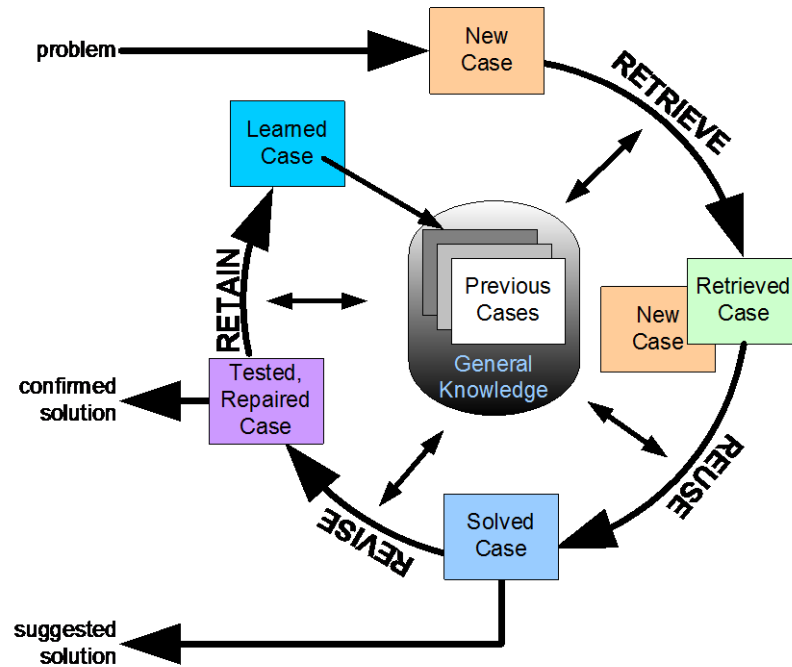 problem
New
Case
RETRIEVE
Learned
Case
Previous
Cases
General
Knowledge
New
Case
Retrieved
Case
RETAIN
Tested,
Repaired
Case
confirmed
solution
REUSE
Solved
Case
REVISE
suggested
solution